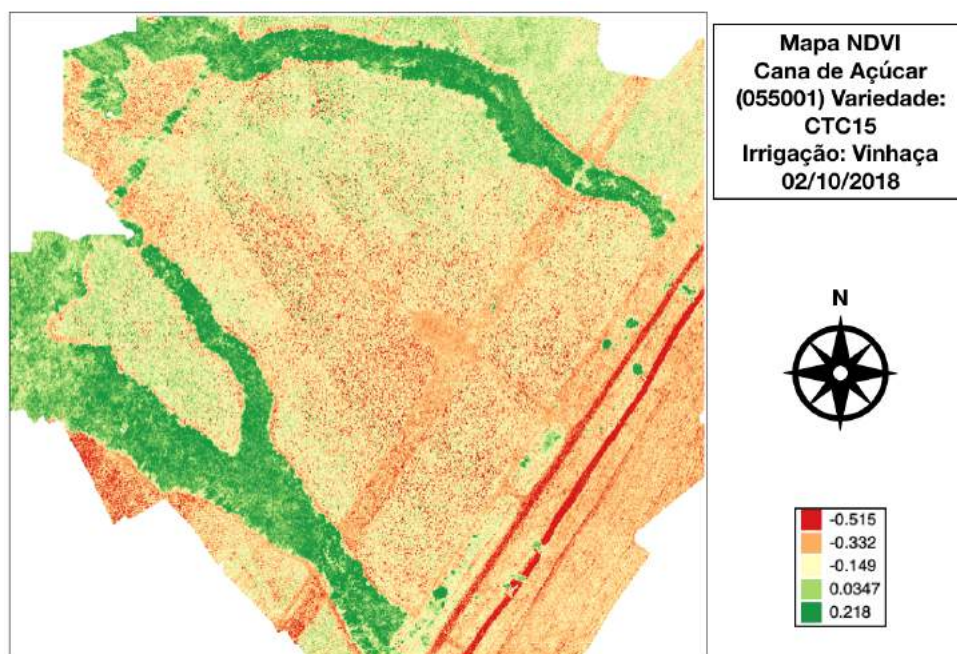 Mapa NDVI
Cana de Açúcar
(055001) Variedade:
CTC15
Irrigação: Vinhaça
02/10/2018
N
-0.515
-0.332
-0.149
0.0347
0.218